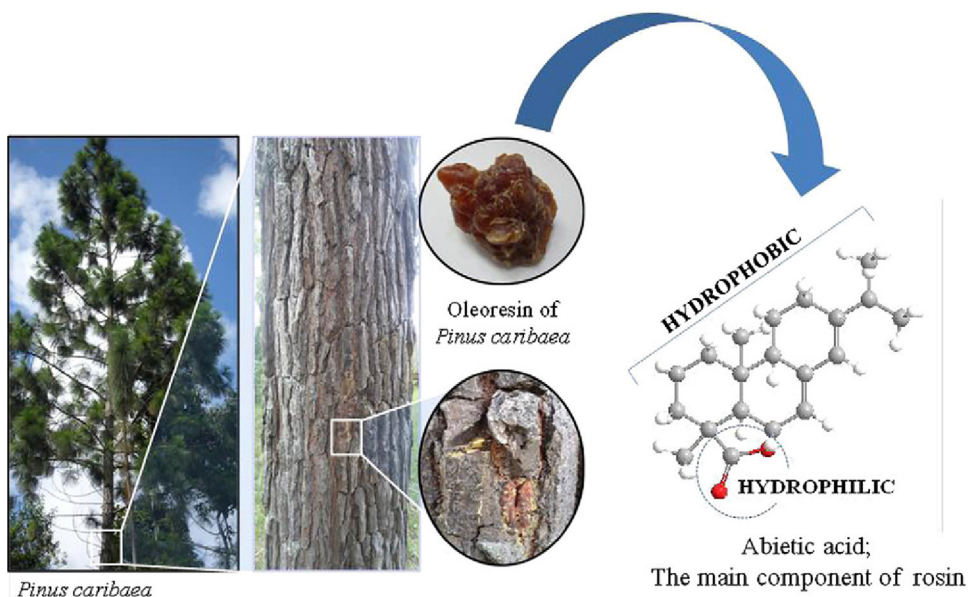 Oleoresin of
Pinus caribaea
HYDROPHOBIC
HYDROPHILIC
Abietic acid;
The main component of rosin
Pinus caribaea